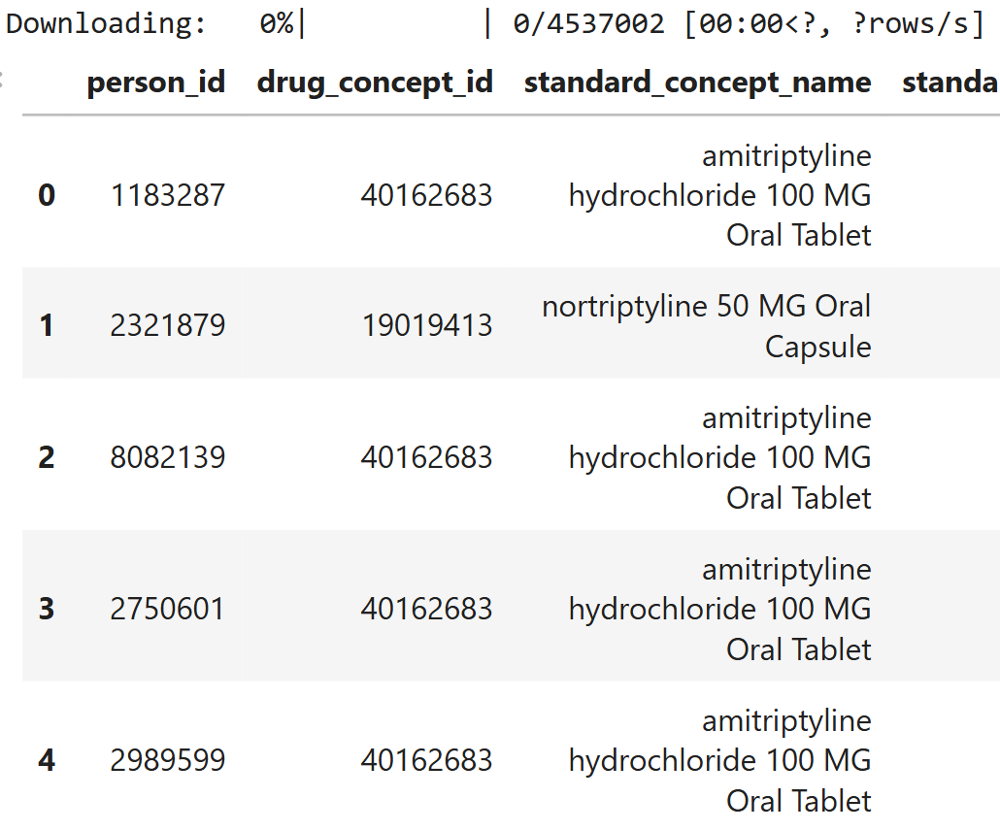 Downloading: 0%| | 0/4537002 [00:00<?, ?rows/s]
person_id drug_concept_id standard_concept_name standa
amitriptyline
0 1183287 40162683 hydrochloride 100 MG
Oral Tablet
nortriptyline 50 MG Oral
1 2321879 19019413
Capsule
amitriptyline
2 8082139 40162683 hydrochloride 100 MG
Oral Tablet
amitriptyline
3 2750601 40162683 hydrochloride 100 MG
Oral Tablet
amitriptyline
4 2989599 40162683 hydrochloride 100 MG
Oral Tablet